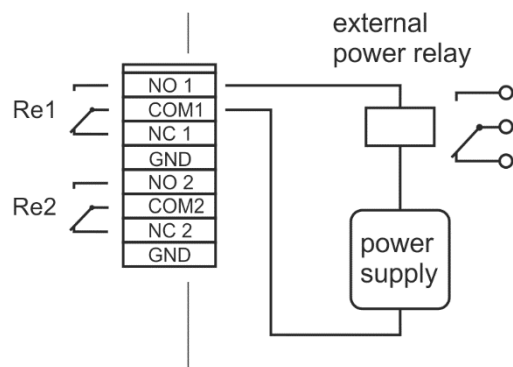 external
power relay
NO 1
Re1
COM1
NC 1
GND
NO 2
Re2
COM2
NC 2
GND
power
supply